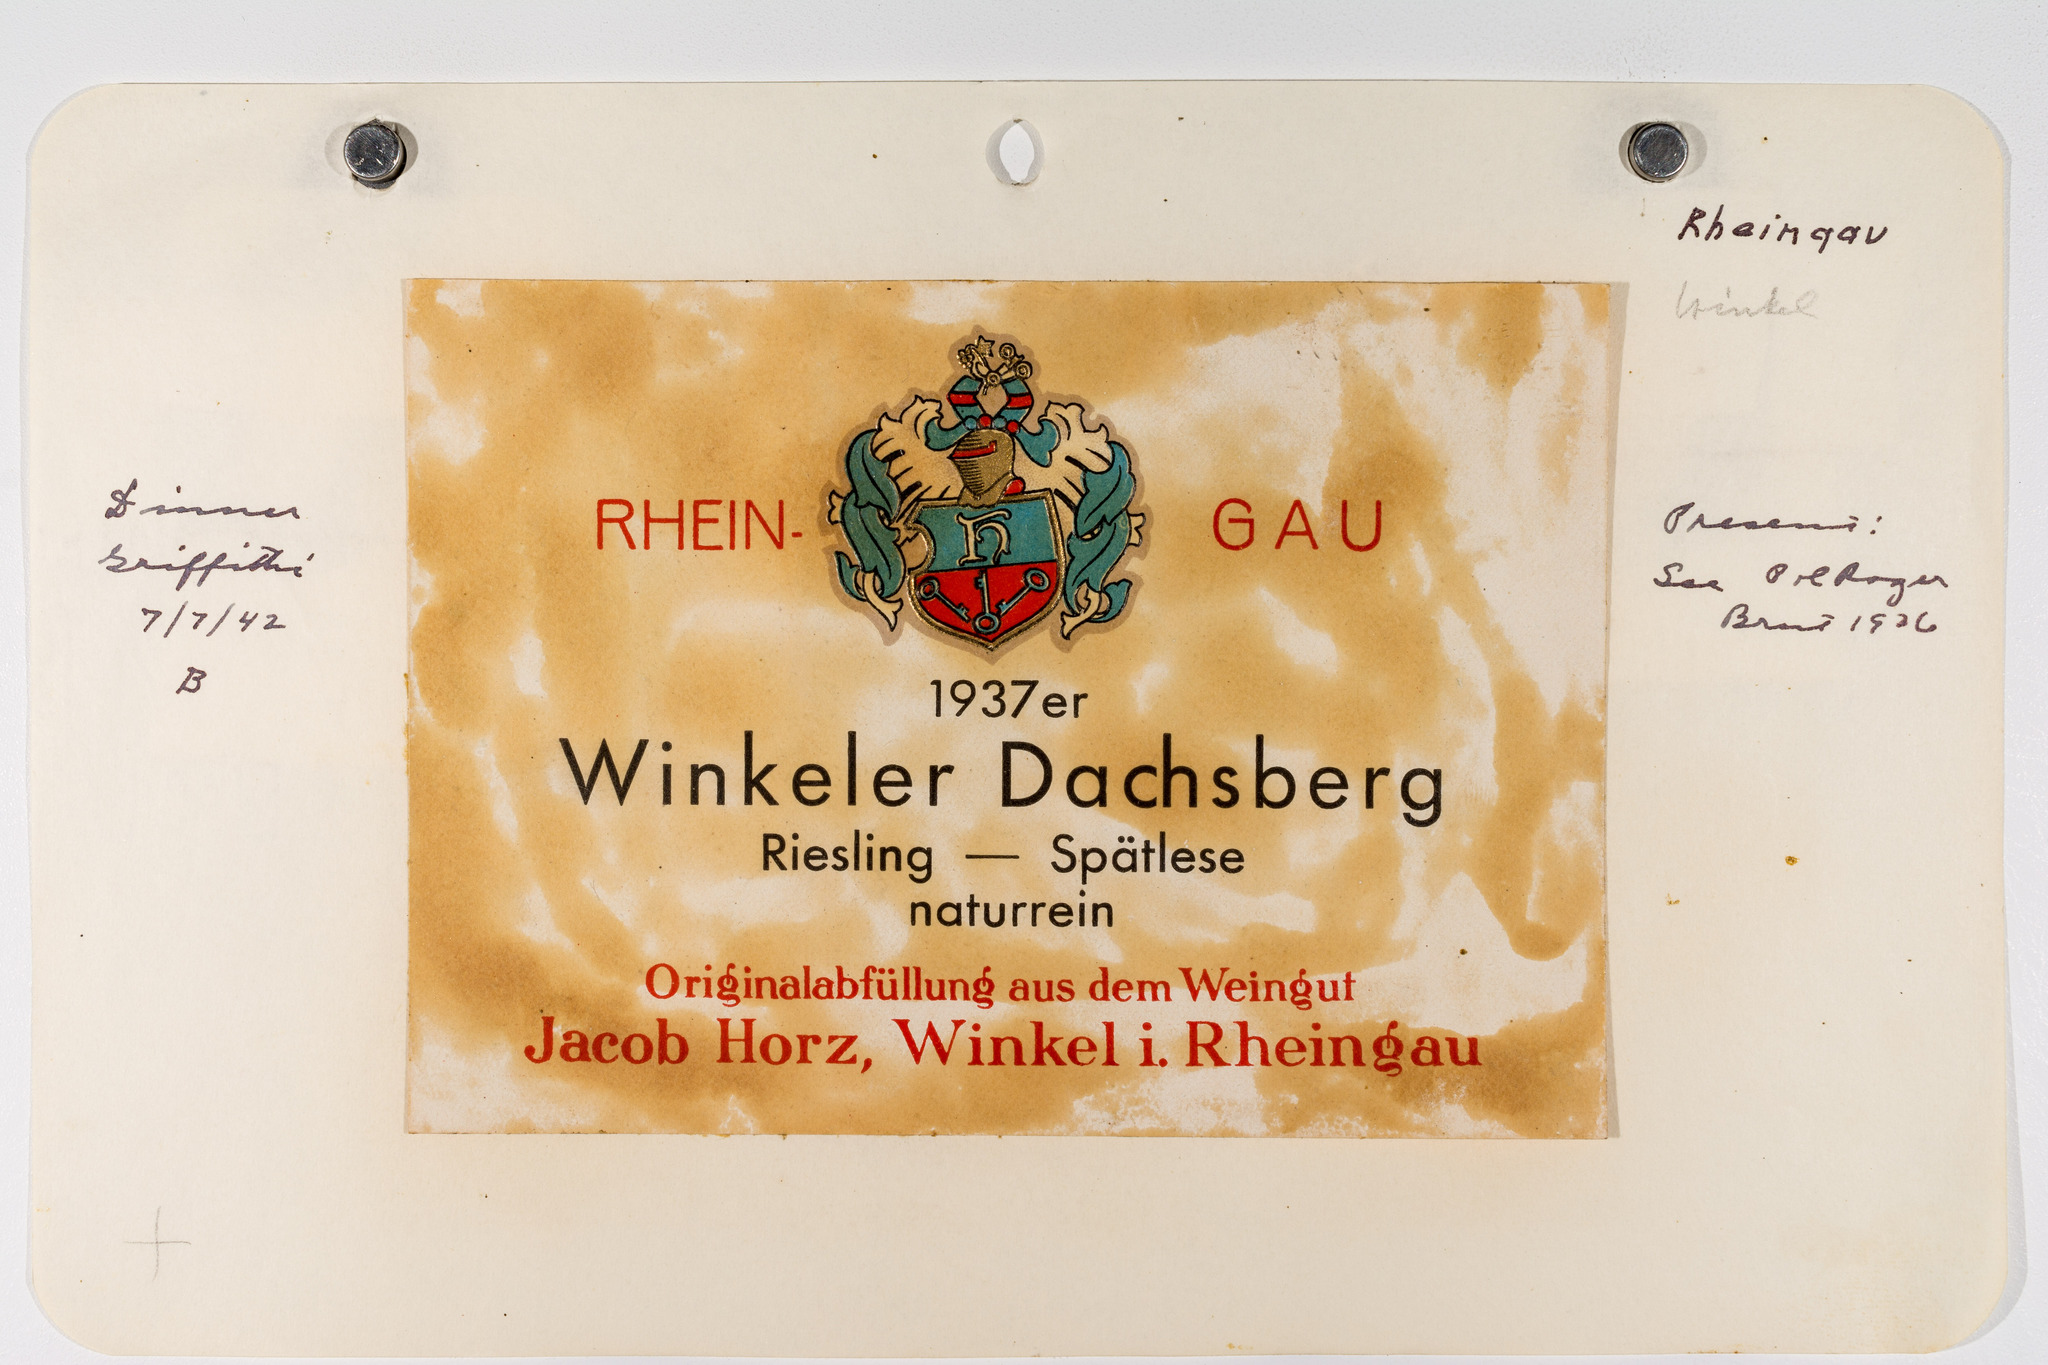 Rheingau
Winkel
RHEIN- GAU
H
1937er
Winkeler Dachsberg
Riesling — Spätlese
naturrein
Originalabfüllung aus dem Weingut
Jacob Horz, Winkel i. Rheingau
Dinner
Griffiths'
7/7/42
B
Present:
See Pol Roger
Brut 1926